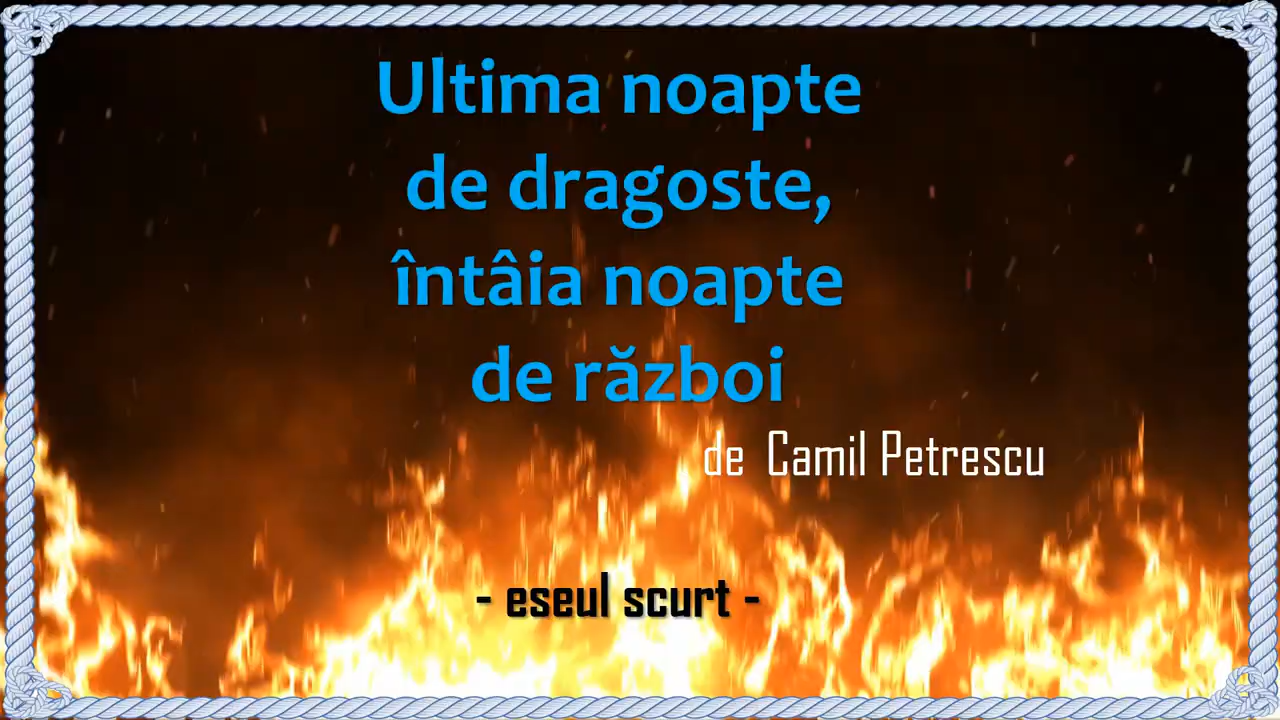 Ultima noapte
de dragoste,
întâia noapte
de război
de Camil Petrescu
- eseul scurt -